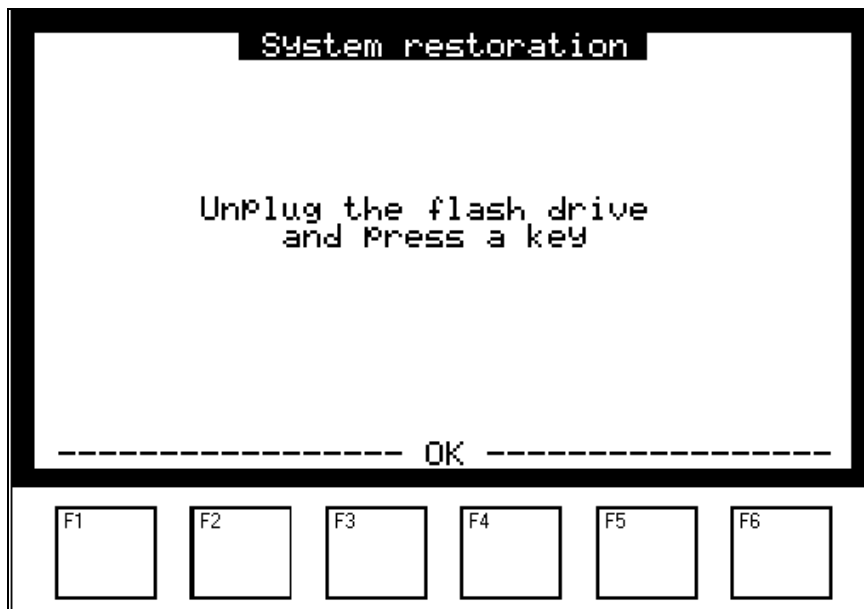 System restoration
Unplug the flash drive
and press a key
----------------- OK -----------------
F1 F2 F3 F4 F5 F6